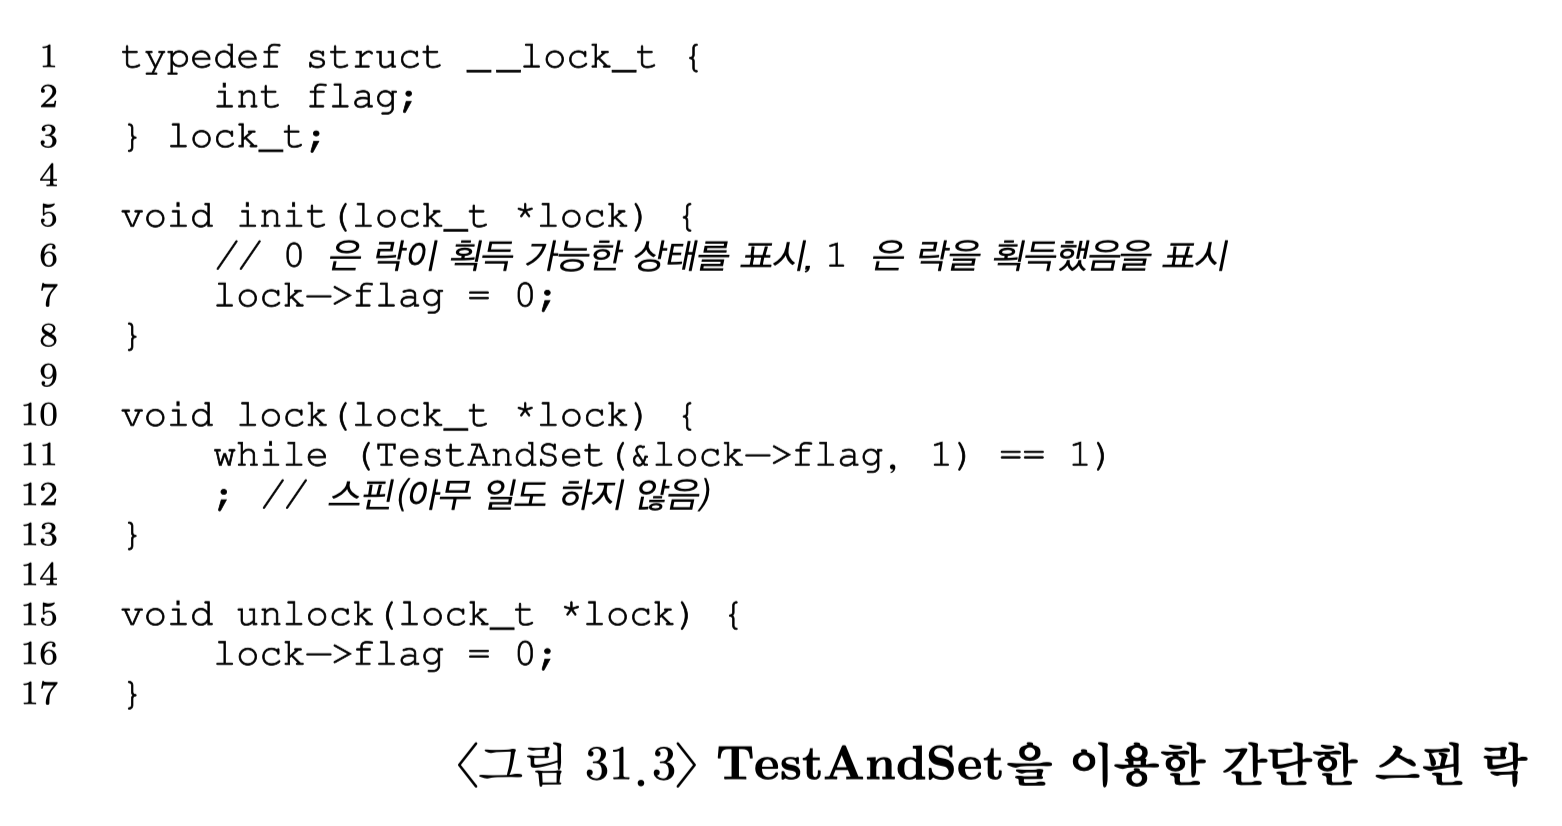 1 typedef struct __lock_t {
2 int flag;
3 } lock_t;
4
5 void init(lock_t *lock) {
6 // 0 은 락이 획득 가능한 상태를 표시, 1 은 락을 획득했음을 표시
7 lock—>flag = 0;
8 }
9
10 void lock(lock_t *lock) {
11 while (TestAndSet(&lock—>flag, 1) == 1)
12 ; // 스핀(아무 일도 하지 않음)
13 }
14
15 void unlock(lock_t *lock) {
16 lock—>flag = 0;
17 }
〈그림 31.3〉 TestAndSet을 이용한 간단한 스핀 락